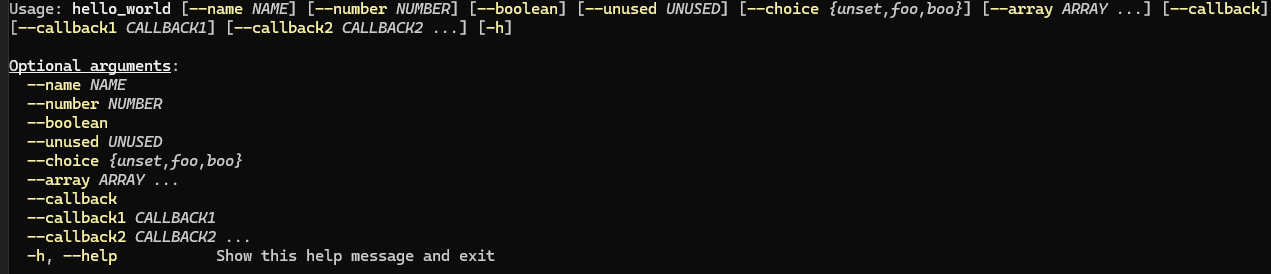 Usage: hello_world [--name NAME] [--number NUMBER] [--boolean] [--unused UNUSED] [--choice {unset,foo,boo}] [--array ARRAY ...] [--callback]
[--callback1 CALLBACK1] [--callback2 CALLBACK2 ...] [-h]
Optional arguments:
--name NAME
--number NUMBER
--boolean
--unused UNUSED
--choice {unset,foo,boo}
--array ARRAY ...
--callback
--callback1 CALLBACK1
--callback2 CALLBACK2 ...
-h, --help Show this help message and exit